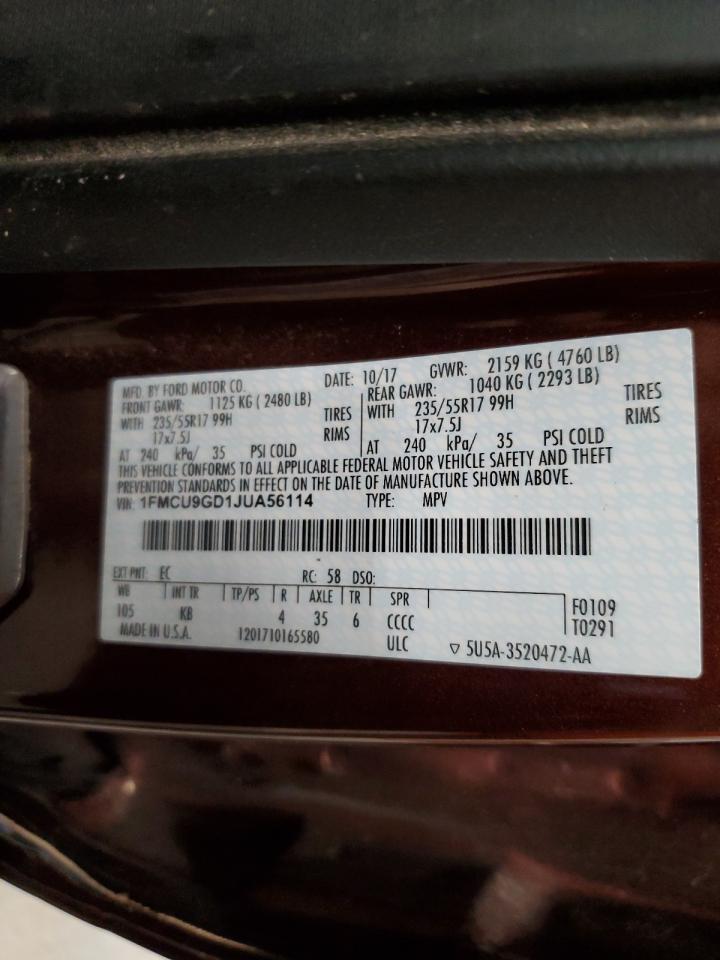 MFD. BY FORD MOTOR CO. DATE: 10/17 GVWR: 2159 KG ( 4760 LB)
FRONT GAWR: 1125 KG ( 2480 LB) REAR GAWR: 1040 KG ( 2293 LB)
WITH 235/55R17 99H TIRES WITH 235/55R17 99H TIRES
17x7.5J RIMS 17x7.5J RIMS
AT 240 kPa/ 35 PSI COLD AT 240 kPa/ 35 PSI COLD
THIS VEHICLE CONFORMS TO ALL APPLICABLE FEDERAL MOTOR VEHICLE SAFETY AND THEFT
PREVENTION STANDARDS IN EFFECT ON THE DATE OF MANUFACTURE SHOWN ABOVE.
VIN: 1FMCU9GD1JUA56114 TYPE: MPV
EXT PNT: EC RC: 58 DSO:
WB INT TR TP/PS R AXLE TR SPR F0109
105 KB 4 35 6 CCCC T0291
MADE IN U.S.A. 1201710165580 ULC ▽ 5U5A-3520472-AA